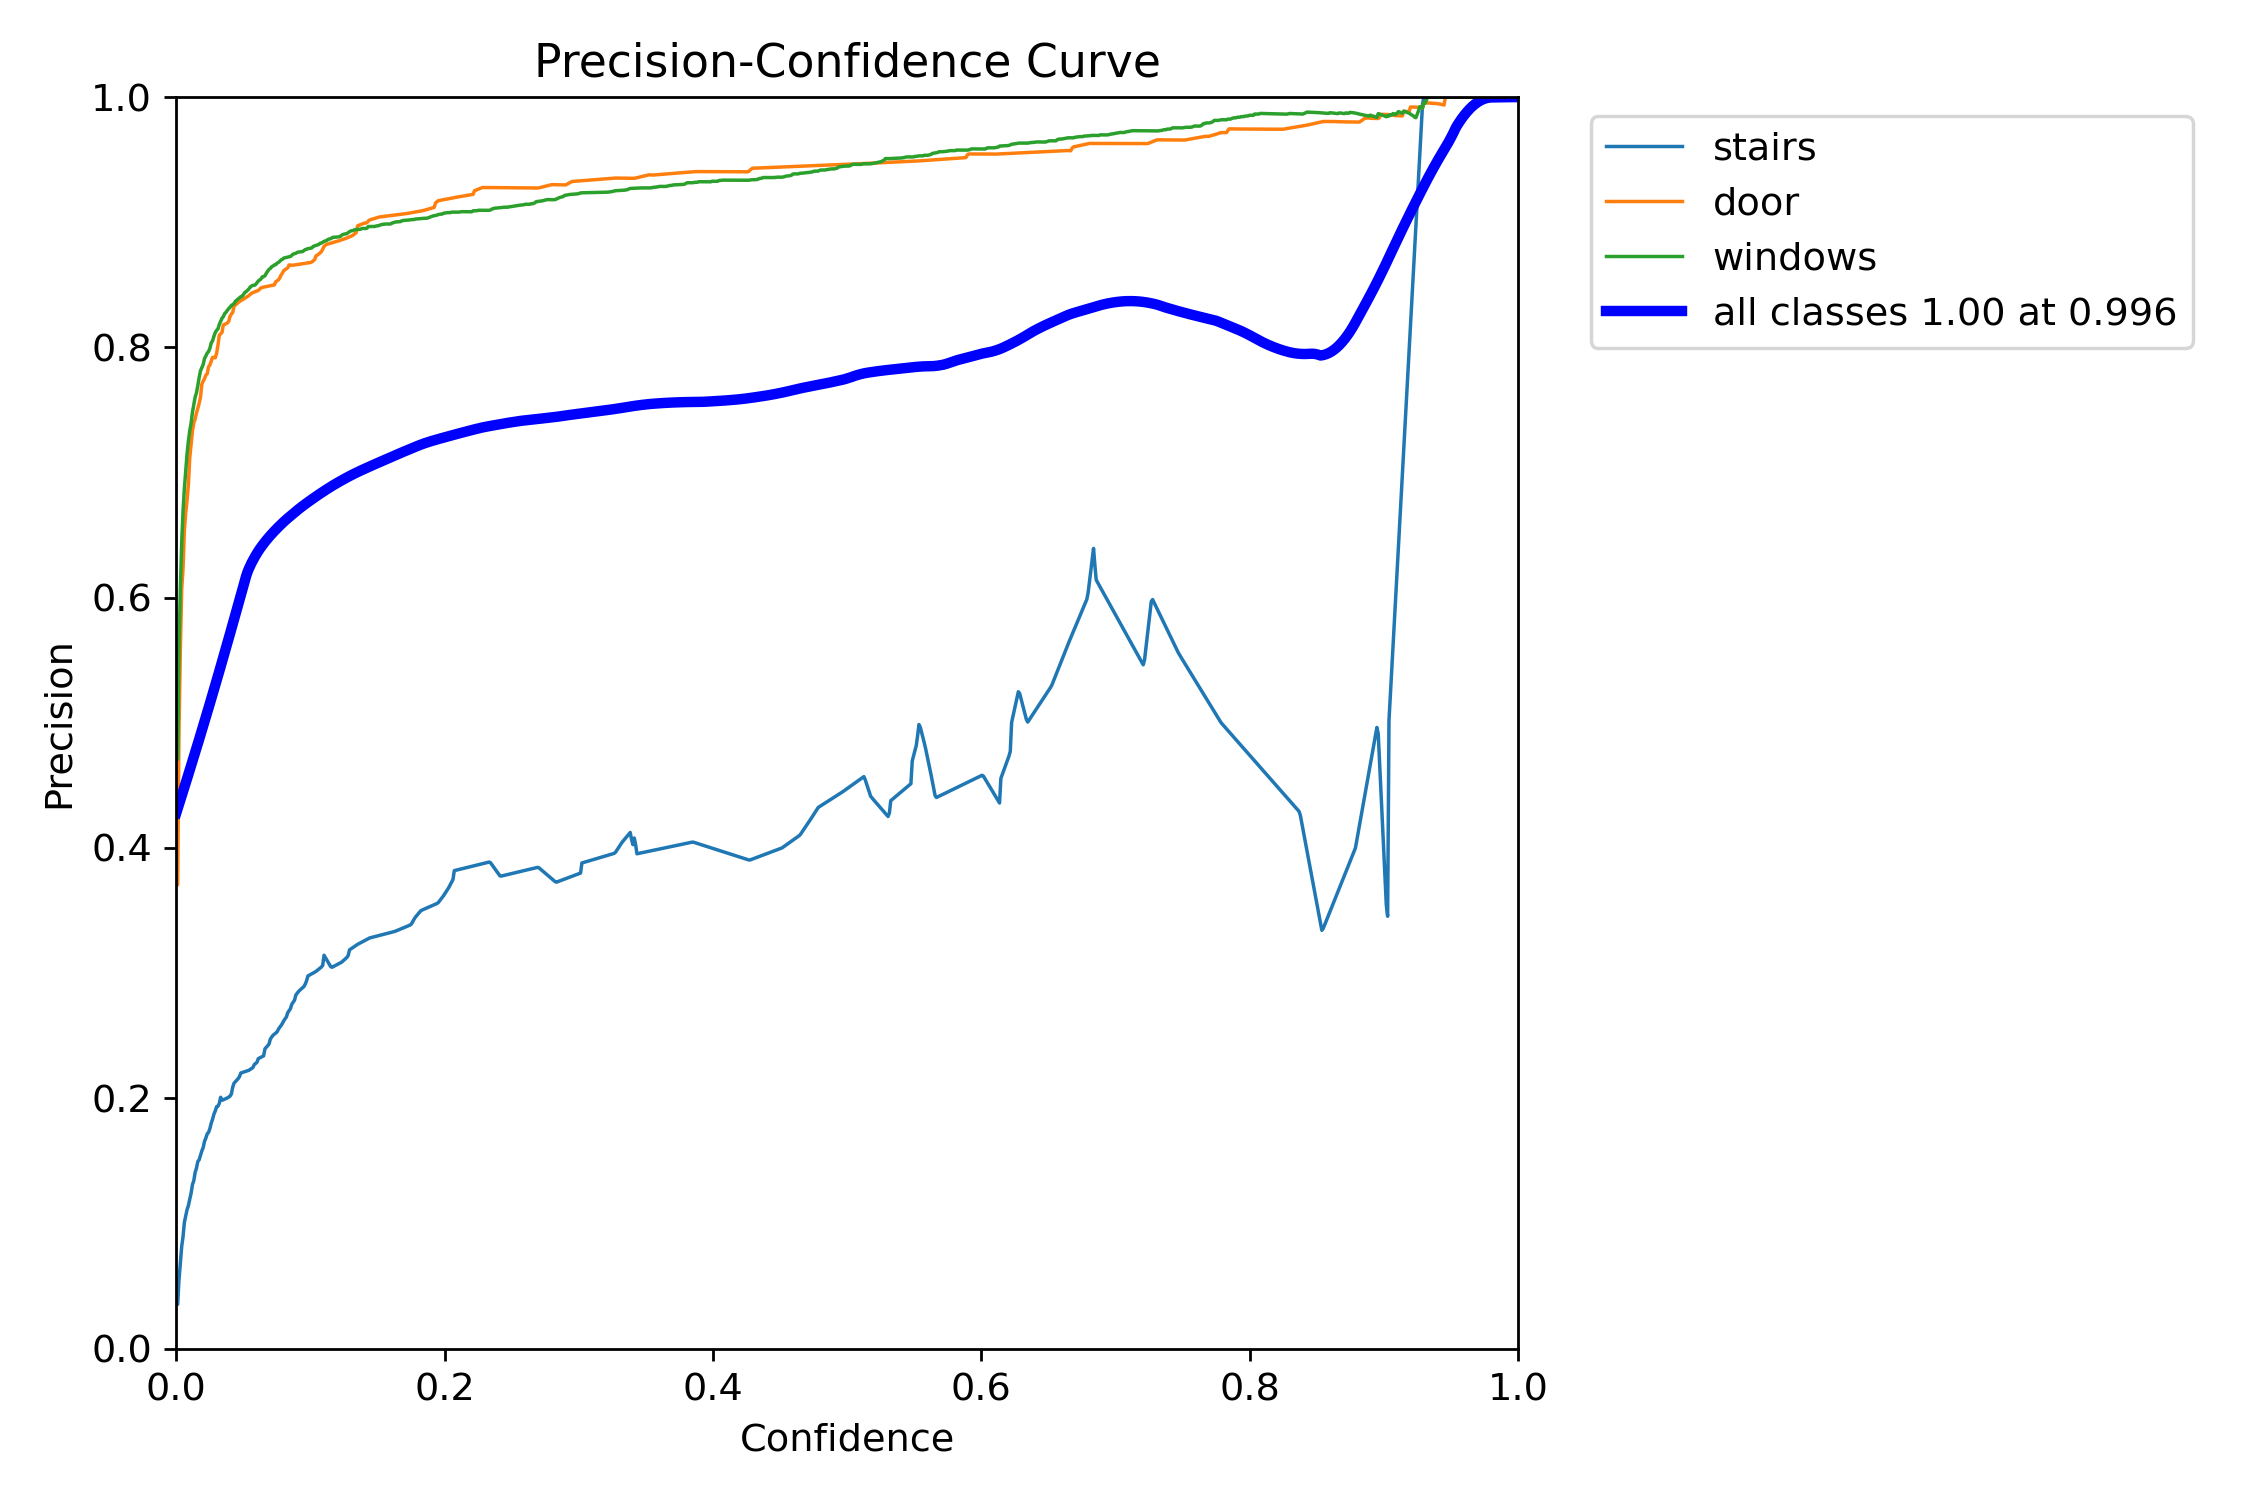 Precision-Confidence Curve
1.0
0.8
0.6
0.4
0.2
0.0
Precision
0.0 0.2 0.4 0.6 0.8 1.0
Confidence
stairs
door
windows
all classes 1.00 at 0.996